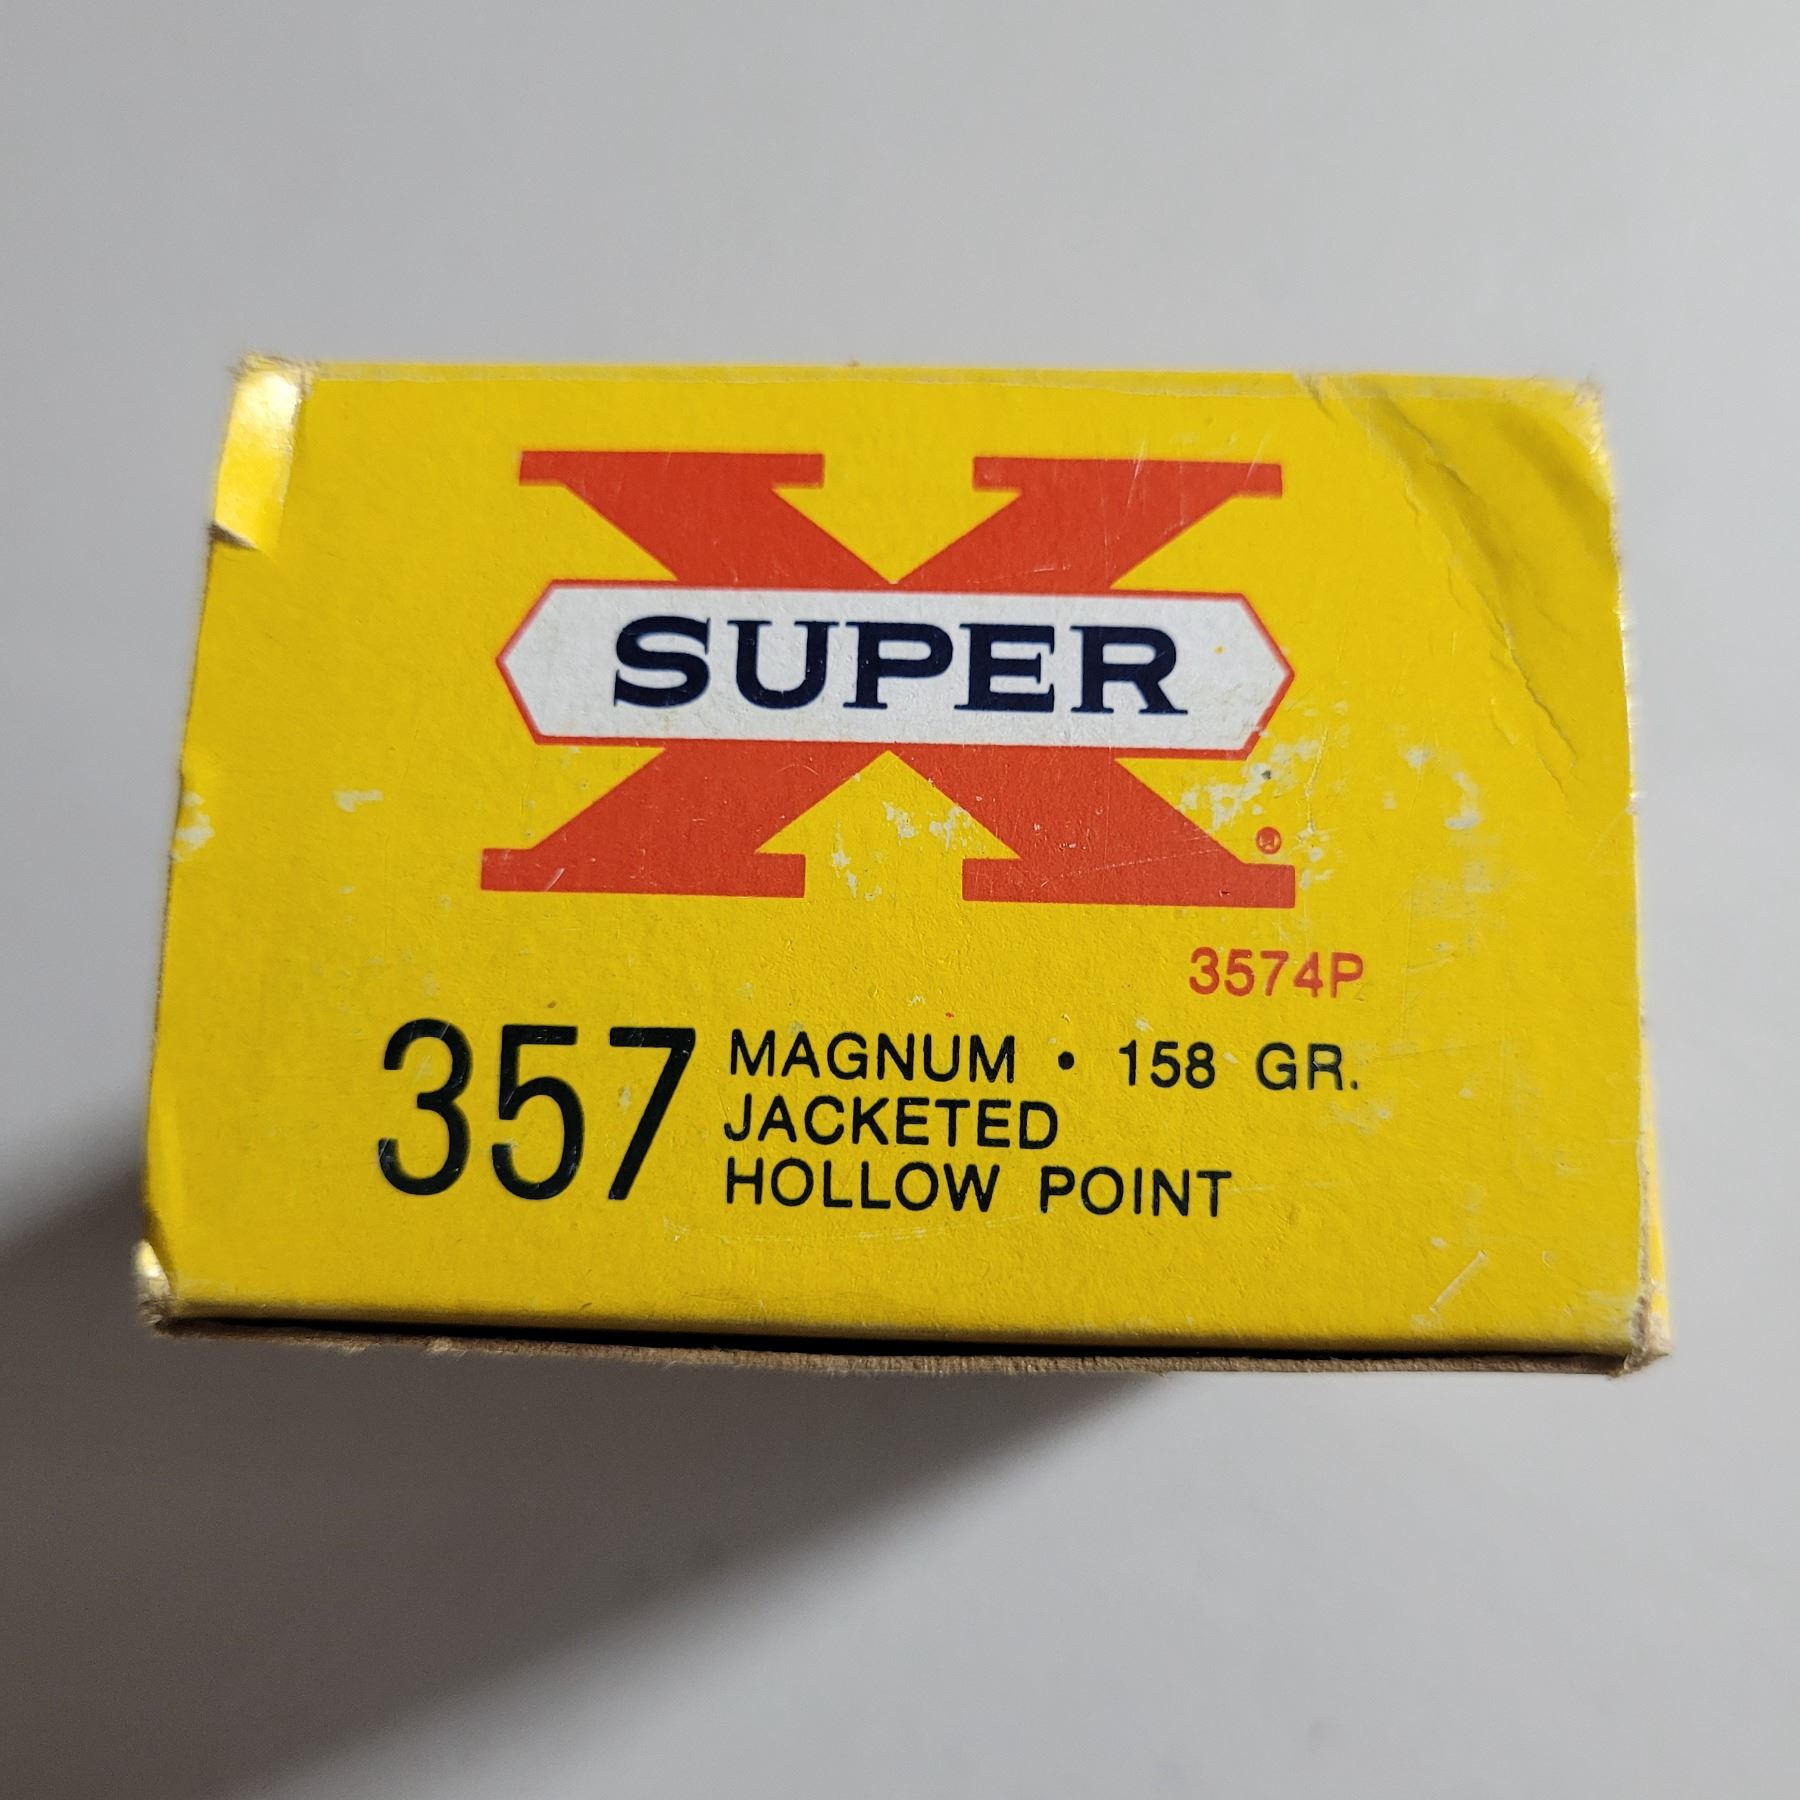 X
SUPER
®
3574P
357 MAGNUM • 158 GR.
JACKETED
HOLLOW POINT